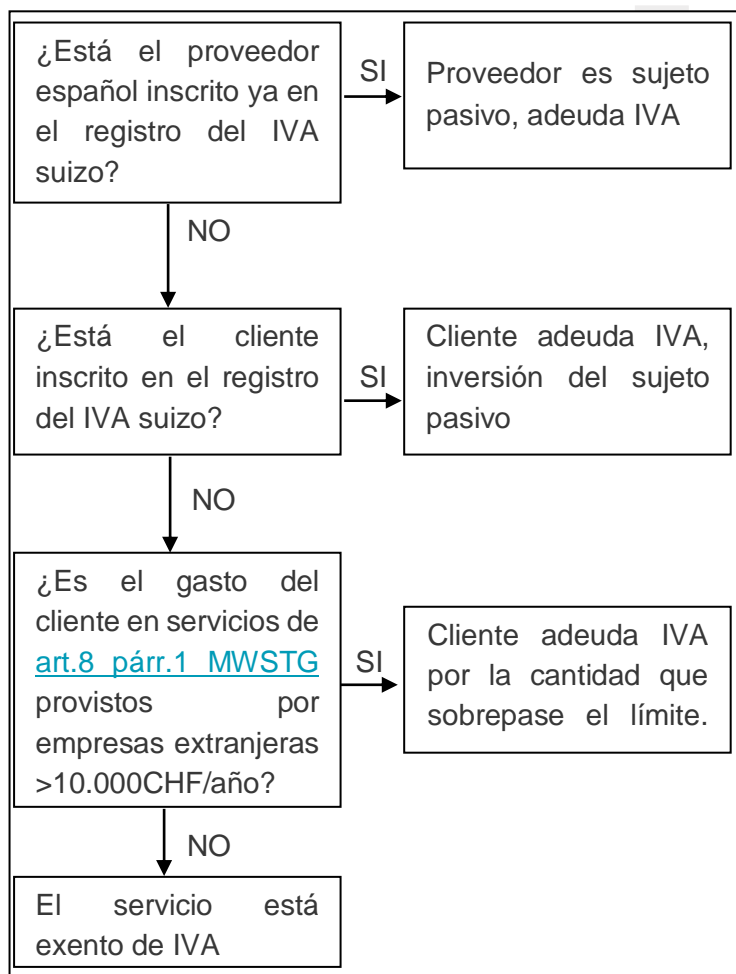 ¿Está el proveedor
español inscrito ya en
el registro del IVA
suizo?
SI
Proveedor es sujeto
pasivo, adeuda IVA
NO
¿Está el cliente
inscrito en el registro
del IVA suizo?
SI
Cliente adeuda IVA,
inversión del sujeto
pasivo
NO
¿Es el gasto del
cliente en servicios de
art.8 párr.1 MWSTG
provistos por
empresas extranjeras
>10.000CHF/año?
SI
Cliente adeuda IVA
por la cantidad que
sobrepase el límite.
NO
El servicio está
exento de IVA